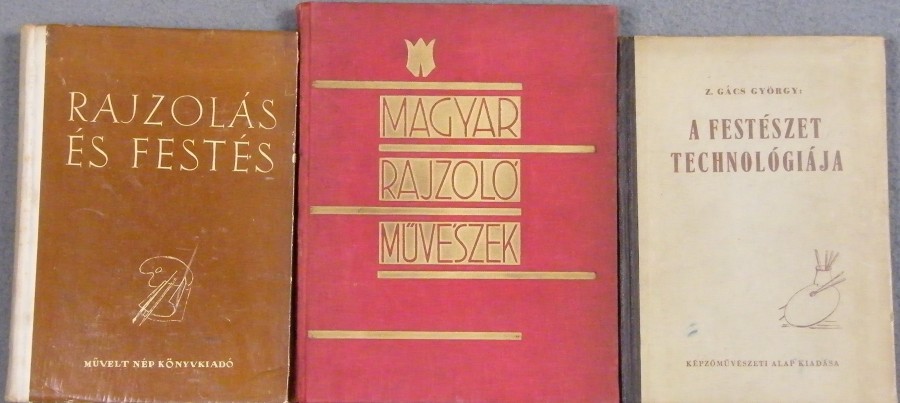 RAJZOLÁS
ÉS FESTÉS
MŰVELT NÉP KÖNYVKIADÓ
MAGYAR
RAJZOLÓ
MŰVÉSZEK
Z. GÁCS GYÖRGY:
A FESTÉSZET
TECHNOLÓGIÁJA
KÉPZŐMŰVÉSZETI ALAP KIADÁSA